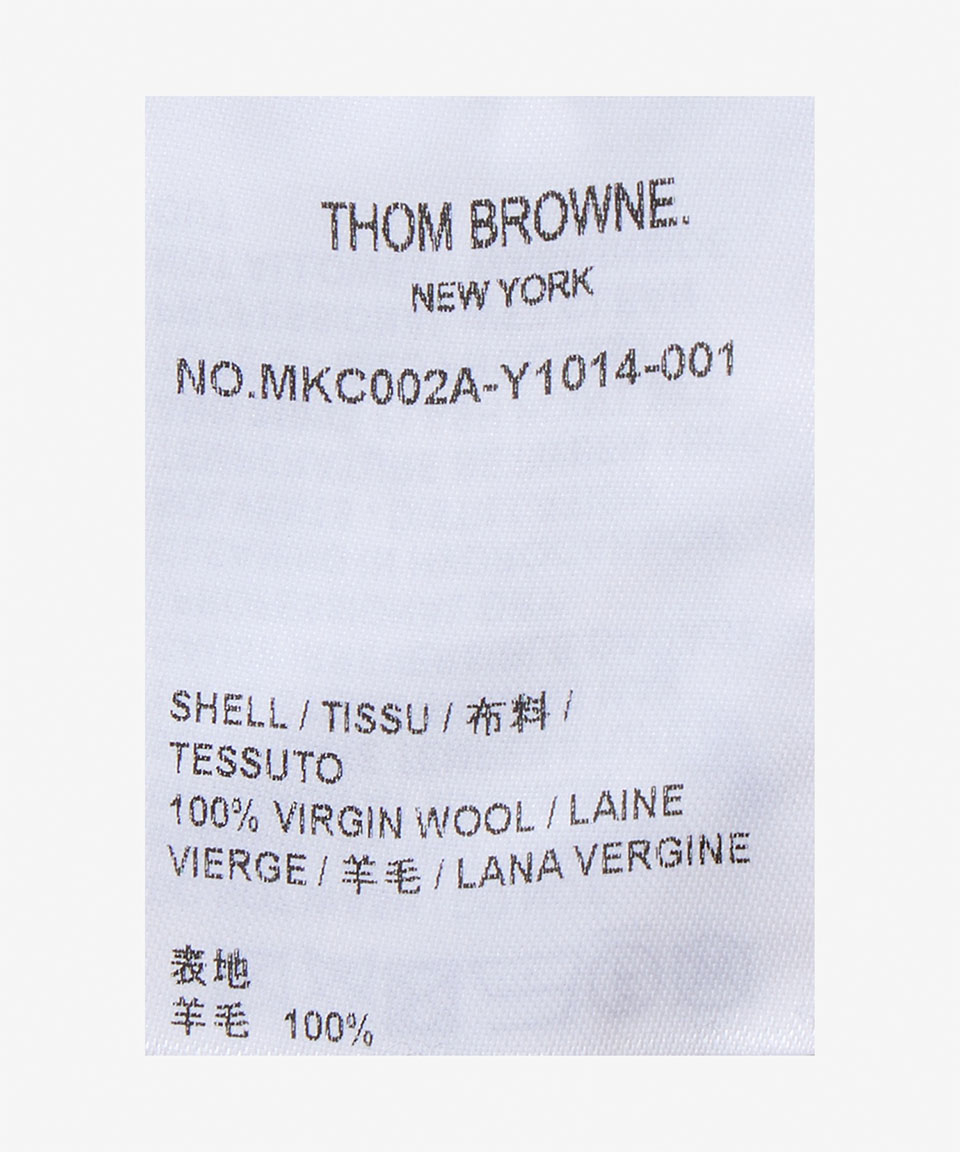 THOM BROWNE.
NEW YORK
NO.MKC002A-Y1014-001
SHELL / TISSU / 布料 /
TESSUTO
100% VIRGIN WOOL / LAINE
VIERGE / 羊毛 / LANA VERGINE
表地
羊毛 100%